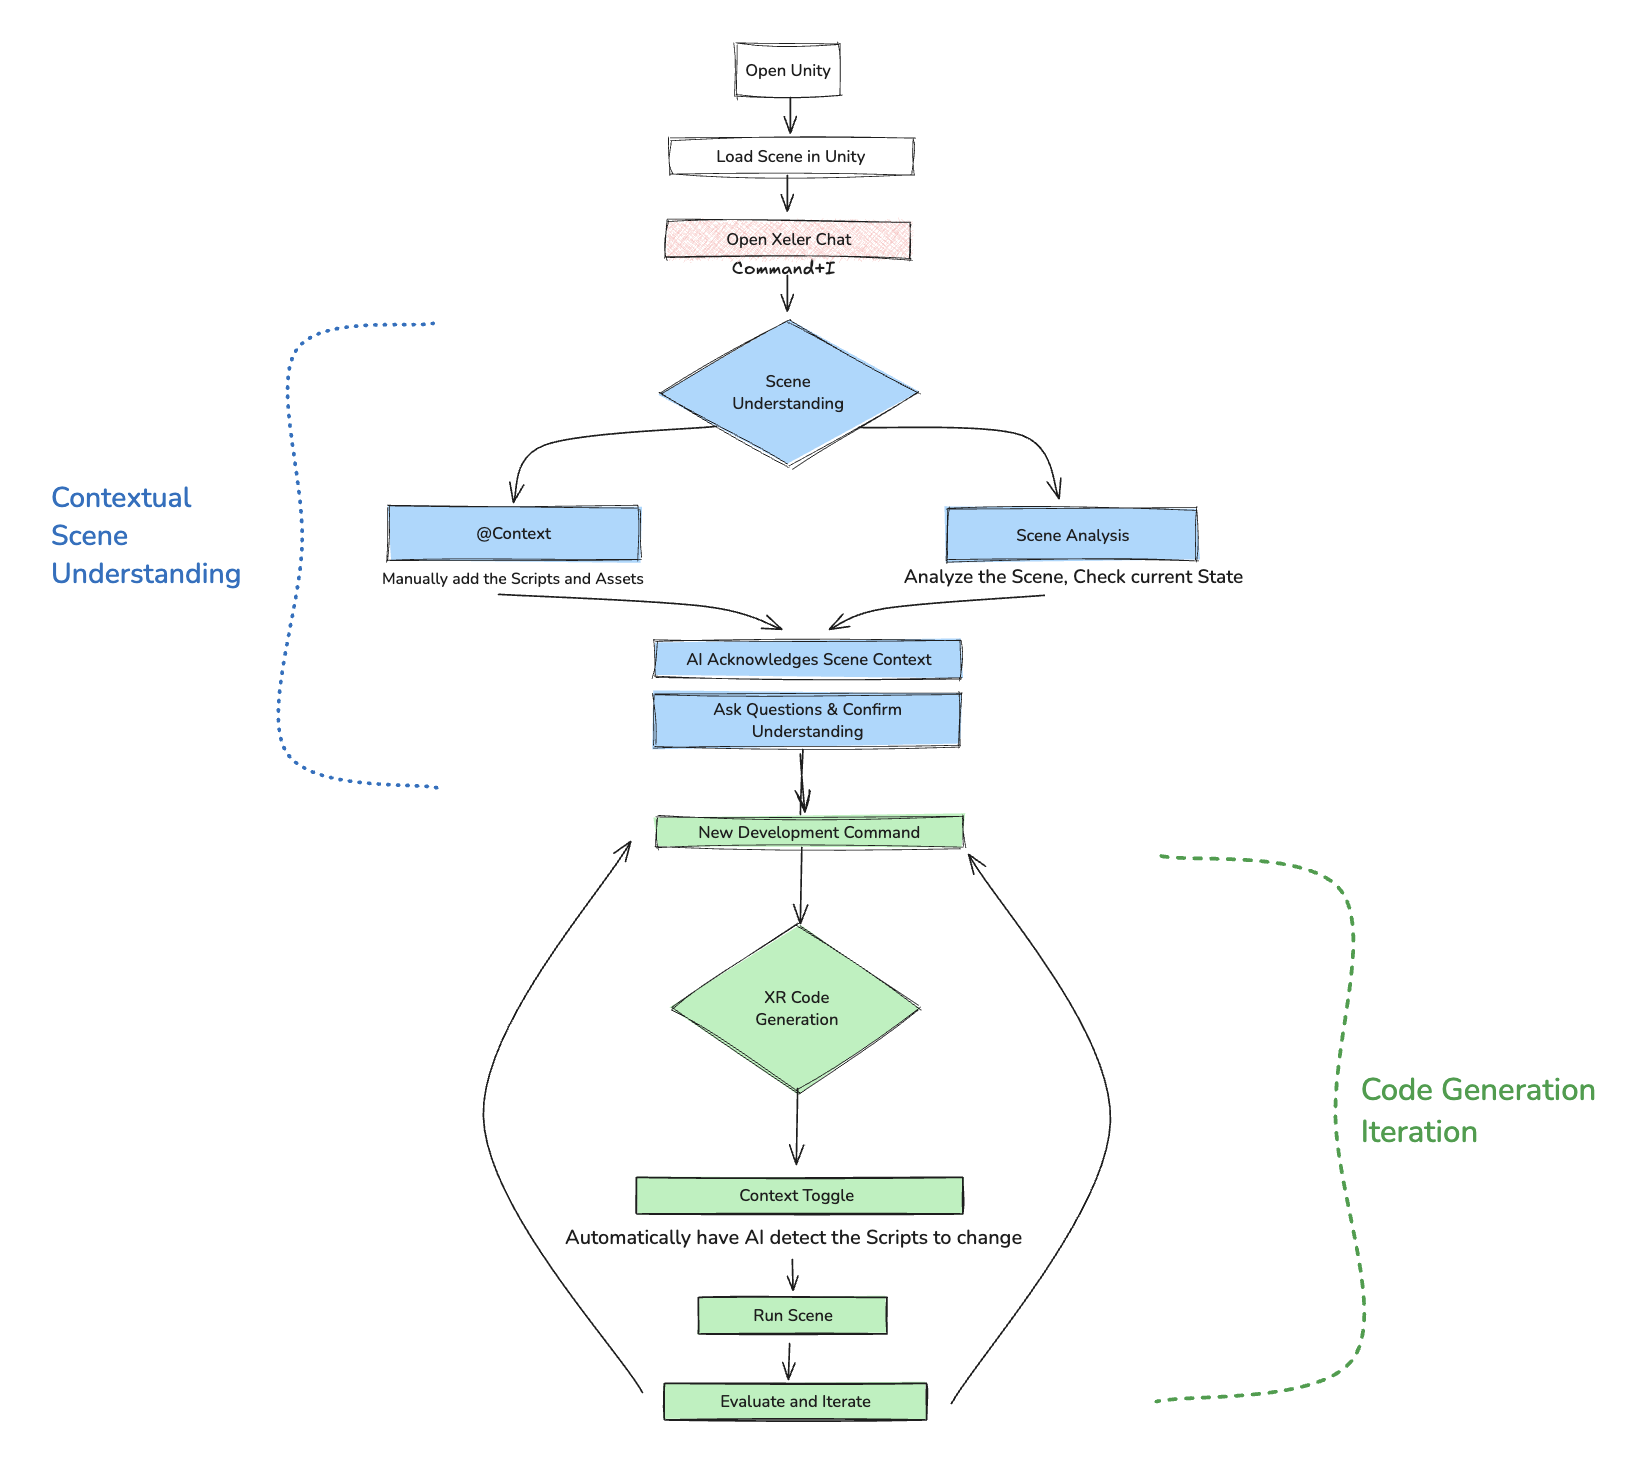 Open Unity
Load Scene in Unity
Open Xeler Chat
Command+I
Scene
Understanding
Contextual
Scene
Understanding
@Context
Scene Analysis
Manually add the Scripts and Assets
Analyze the Scene, Check current State
AI Acknowledges Scene Context
Ask Questions & Confirm
Understanding
New Development Command
XR Code
Generation
Code Generation
Iteration
Context Toggle
Automatically have AI detect the Scripts to change
Run Scene
Evaluate and Iterate